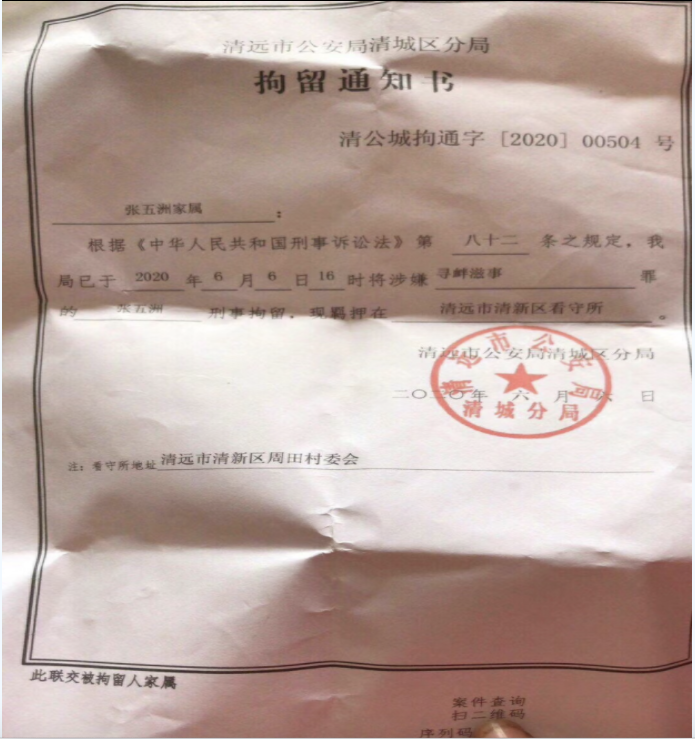 清远市公安局清城区分局
拘留通知书
清公城拘通字［2020］00504 号
张五洲家属：
根据《中华人民共和国刑事诉讼法》第 八十二 条之规定，我
局已于 2020 年 6 月 6 日 16 时将涉嫌 寻衅滋事 罪
的 张五洲 刑事拘留，现羁押在 清远市清新区看守所 。
清远市公安局清城区分局
清远市公安局
清城分局
二〇二〇年 六 月 六 日
注：看守所地址 清远市清新区周田村委会
此联交被拘留人家属
案件查询
扫二维码
序列码